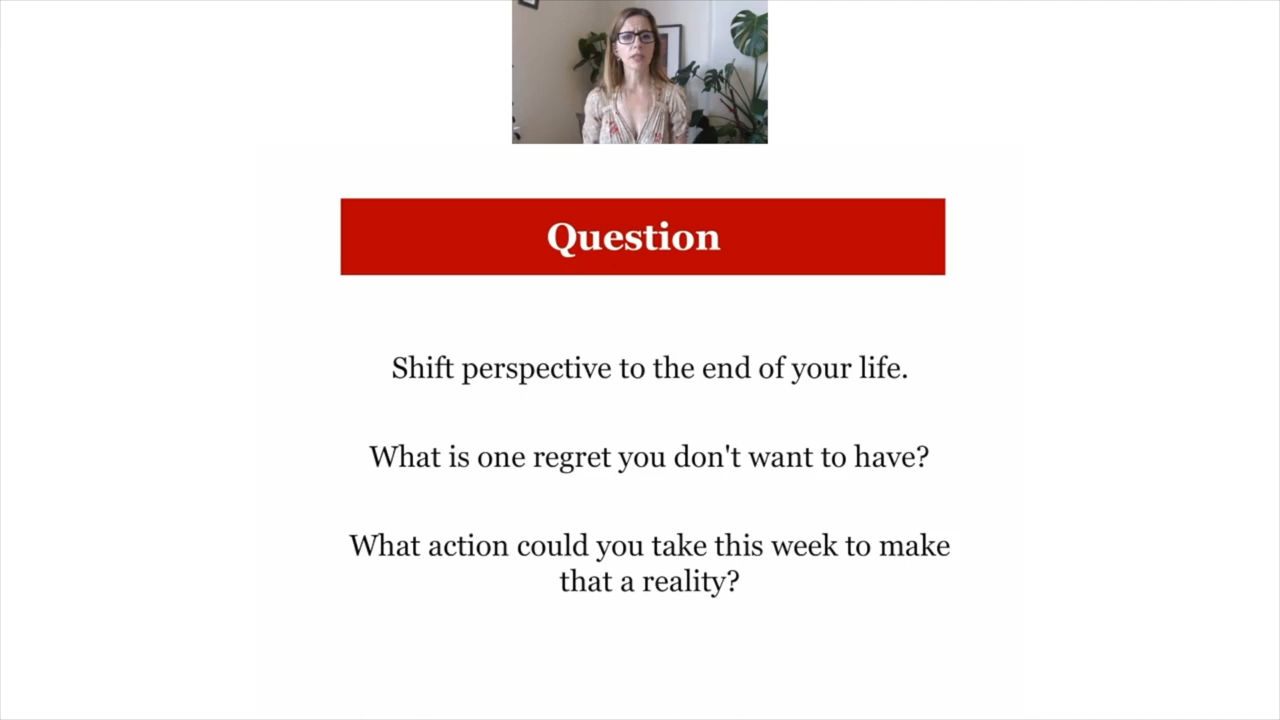 Question
Shift perspective to the end of your life.
What is one regret you don't want to have?
What action could you take this week to make
that a reality?